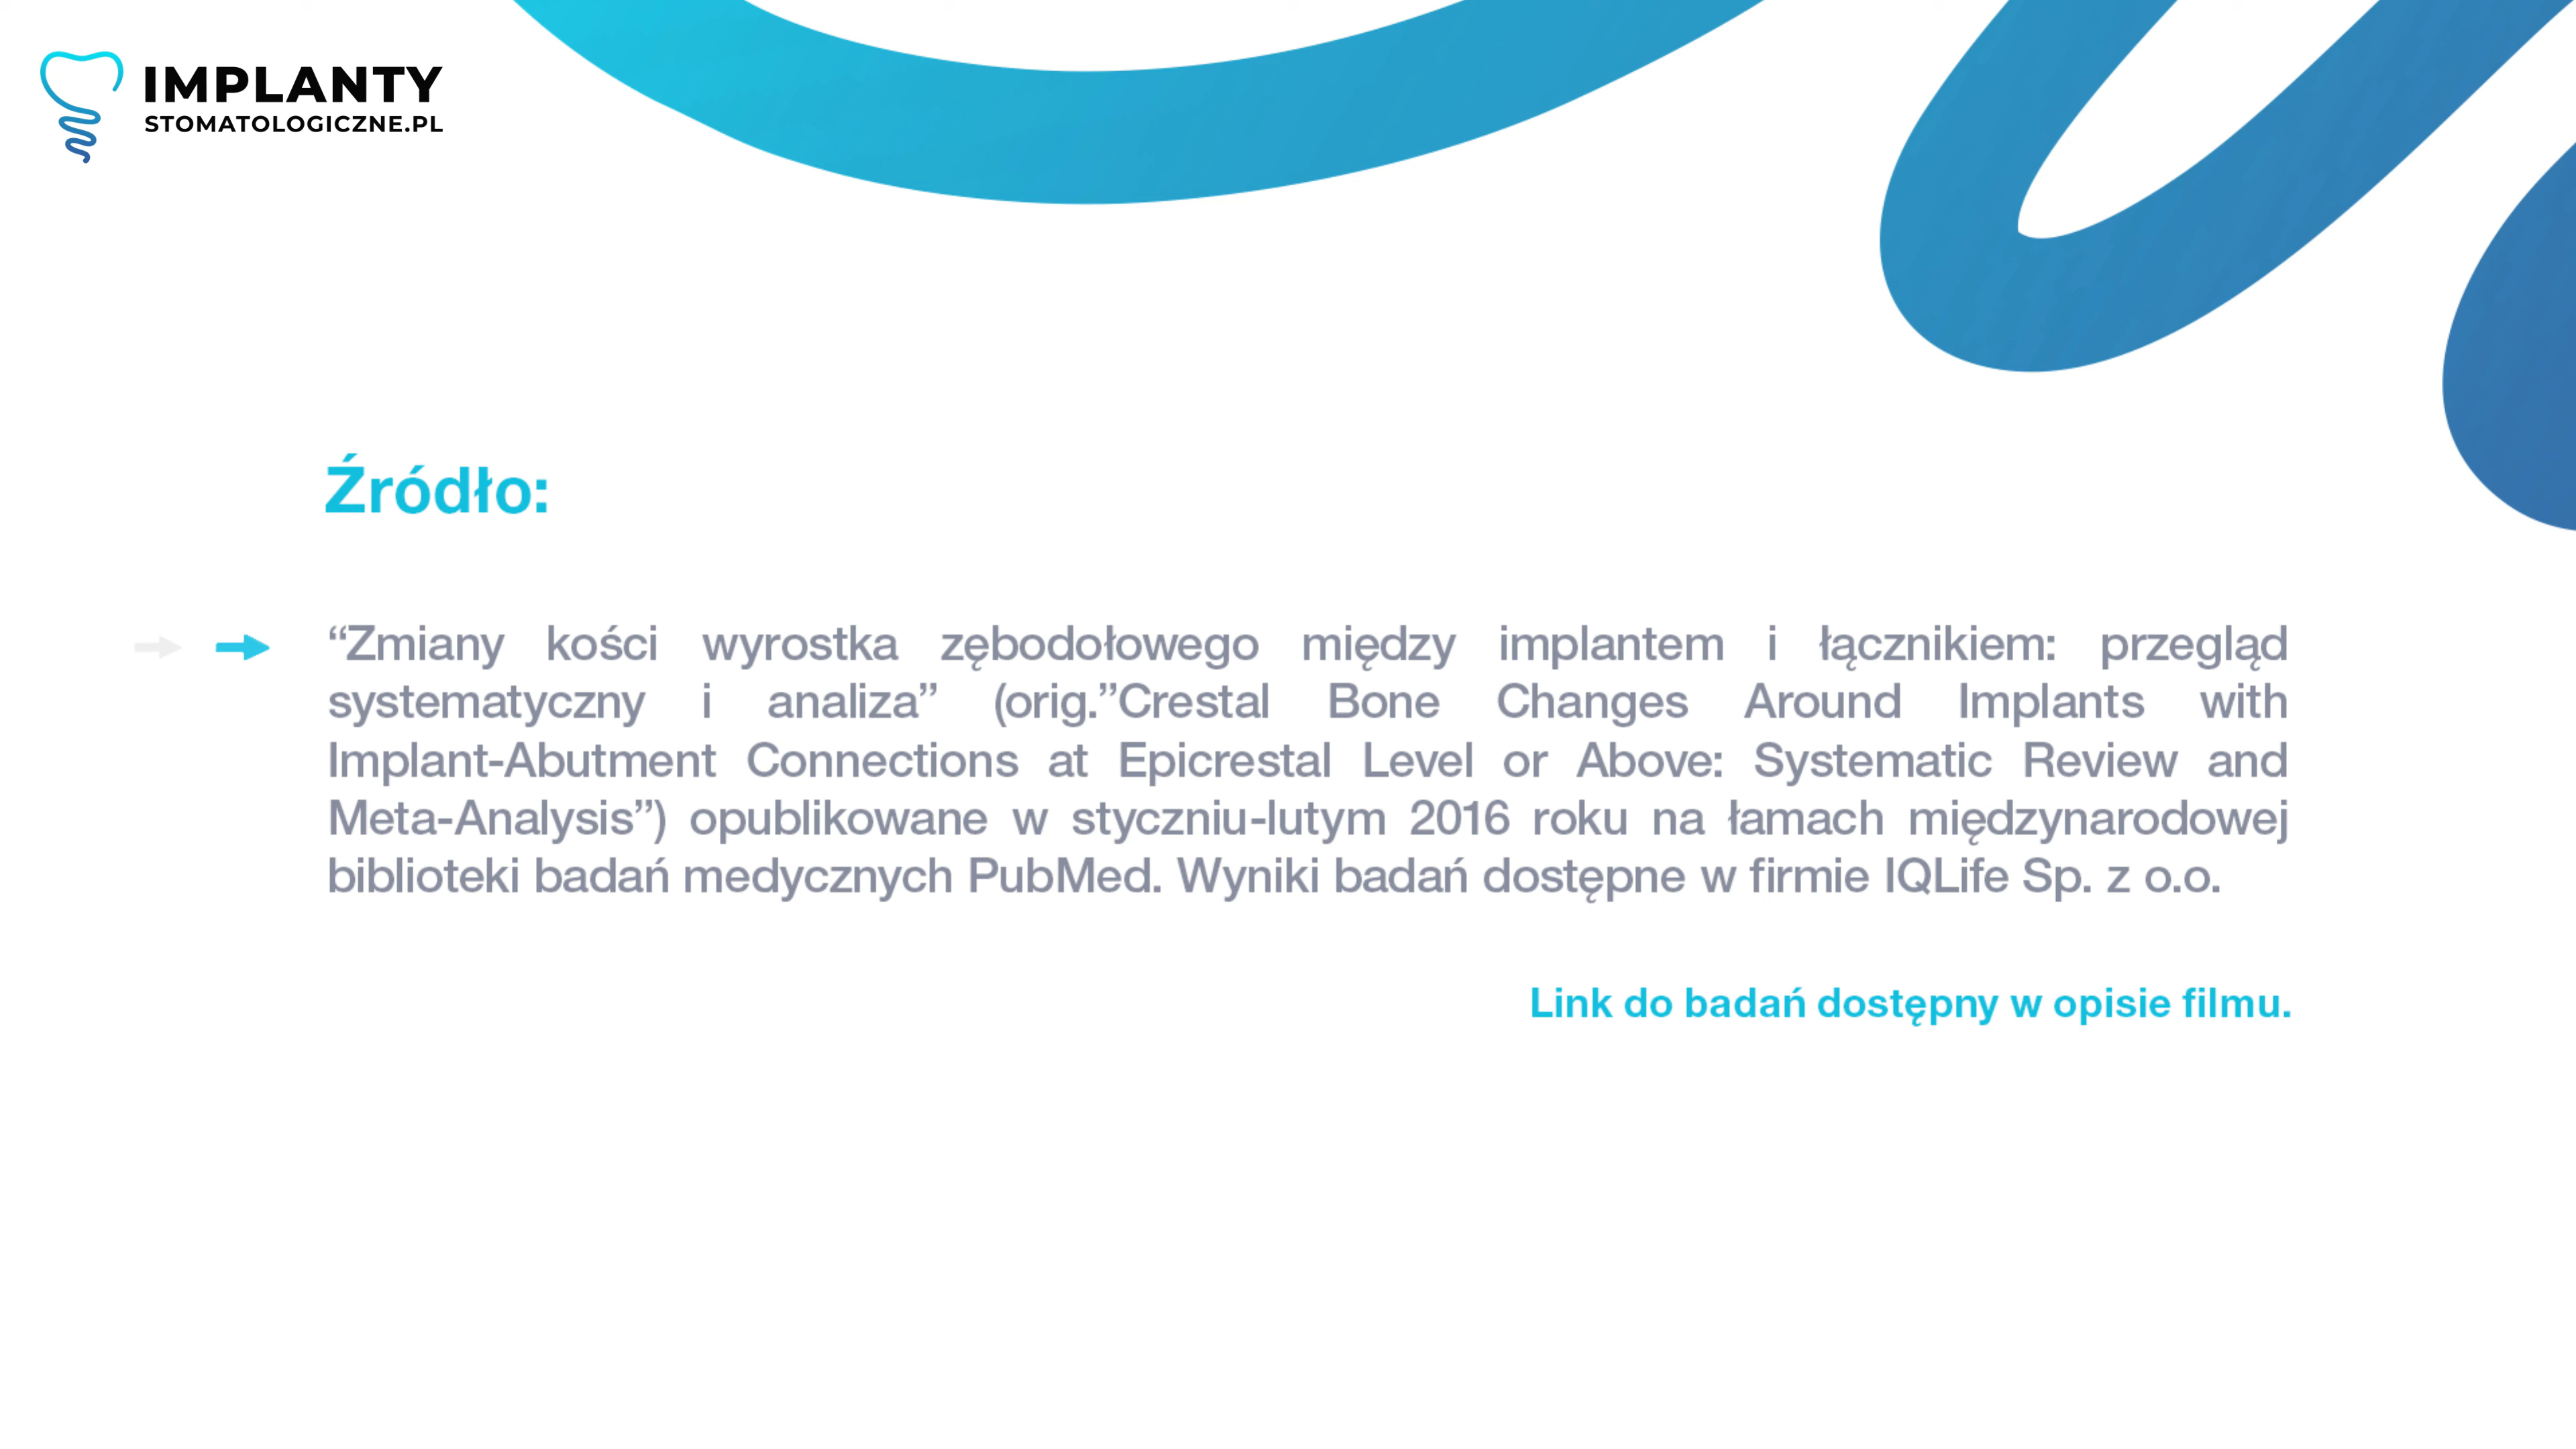 IMPLANTY
STOMATOLOGICZNE.PL
Źródło:
“Zmiany kości wyrostka zębodołowego między implantem i łącznikiem: przegląd
systematyczny i analiza” (orig.”Crestal Bone Changes Around Implants with
Implant-Abutment Connections at Epicrestal Level or Above: Systematic Review and
Meta-Analysis”) opublikowane w styczniu-lutym 2016 roku na łamach międzynarodowej
biblioteki badań medycznych PubMed. Wyniki badań dostępne w firmie IQLife Sp. z o.o.
Link do badań dostępny w opisie filmu.